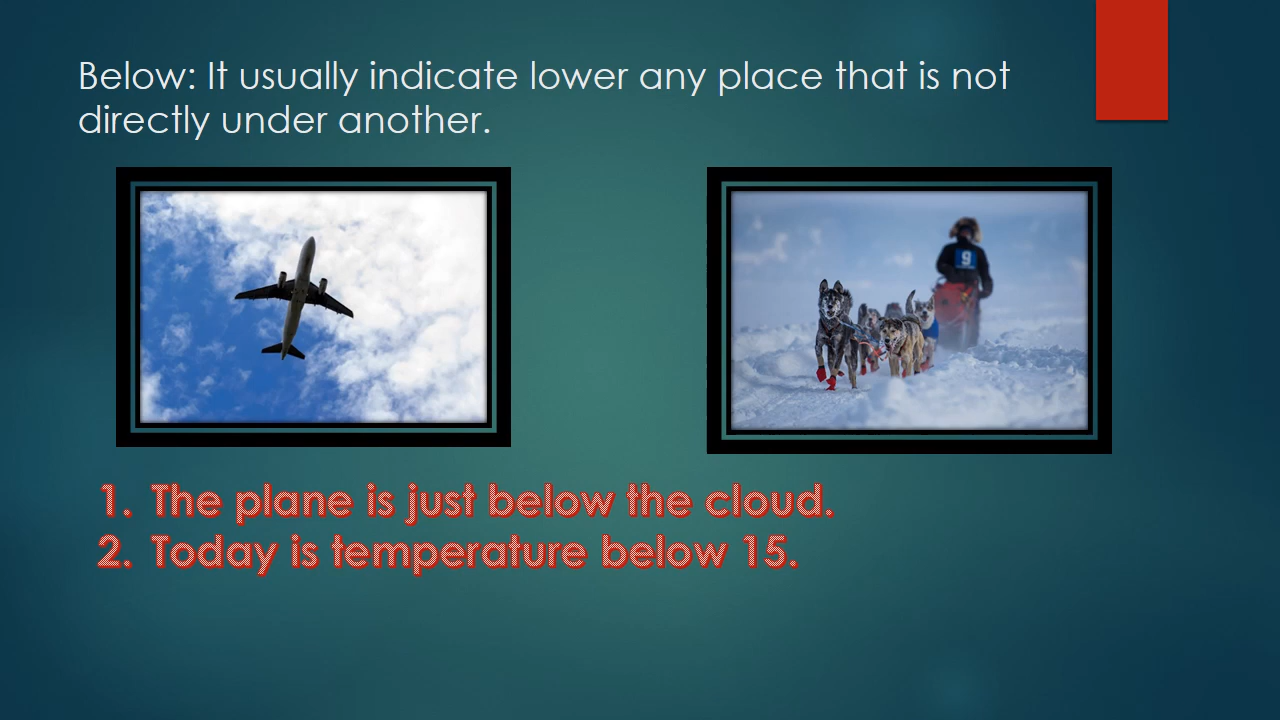 Below: It usually indicate lower any place that is not
directly under another.
9
1. The plane is just below the cloud.
2. Today is temperature below 15.